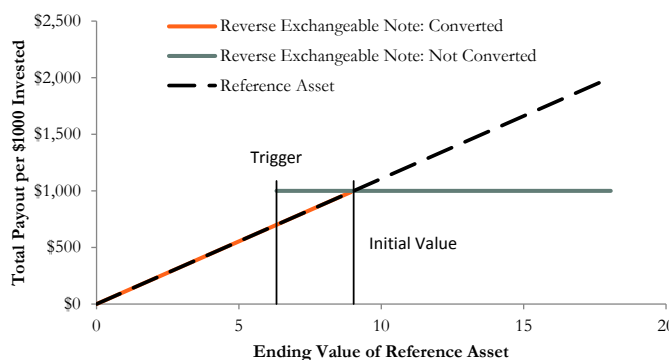 $2,500
$2,000
$1,500
$1,000
$500
$0
Total Payout per $1000 Invested
Reverse Exchangeable Note: Converted
Reverse Exchangeable Note: Not Converted
Reference Asset
Trigger
Initial Value
0 5 10 15 20
Ending Value of Reference Asset